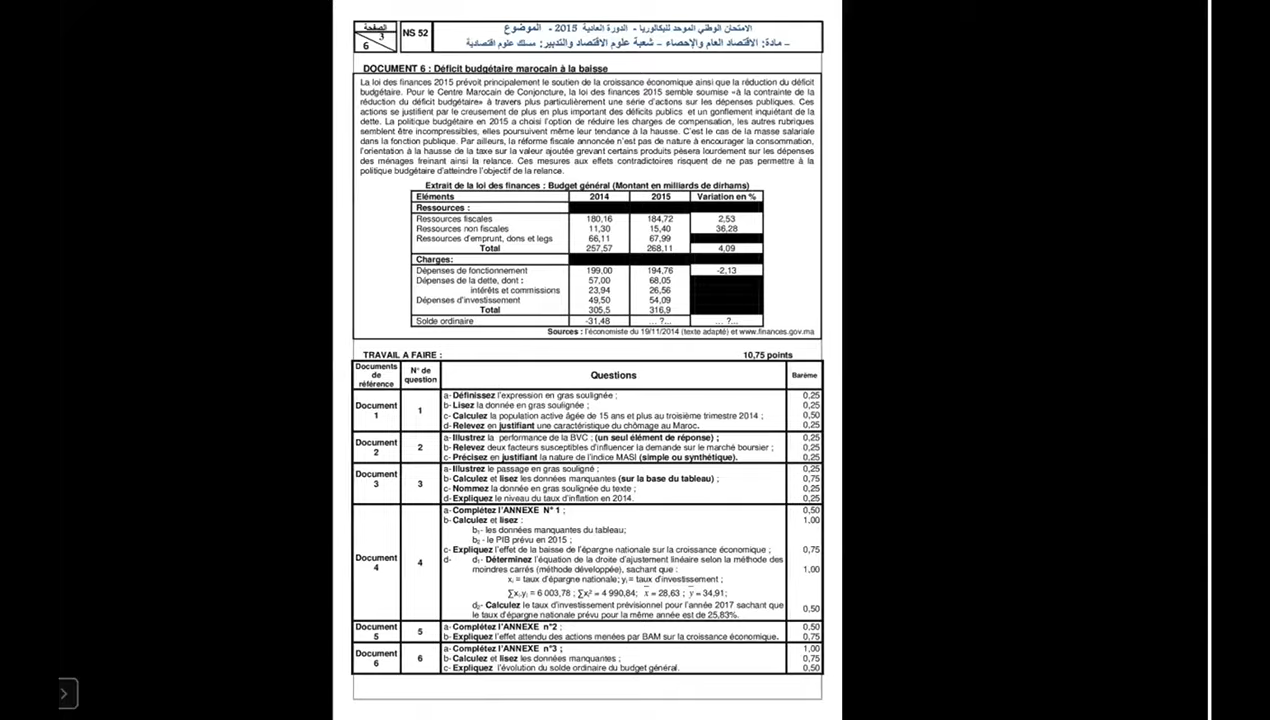 الصفحة
3
6
NS 52
الامتحان الوطني الموحد للبكالوريا - الدورة العادية 2015 - الموضوع
- مادة: الاقتصاد العام والإحصاء – شعبة علوم الاقتصاد والتدبير: مسلك علوم اقتصادية
DOCUMENT 6 : Déficit budgétaire marocain à la baisse
La loi des finances 2015 prévoit principalement le soutien de la croissance économique ainsi que la réduction du déficit
budgétaire. Pour le Centre Marocain de Conjoncture, la loi des finances 2015 semble soumise «à la contrainte de la
réduction du déficit budgétaire» à travers plus particulièrement une série d'actions sur les dépenses publiques. Ces
actions se justifient par le creusement de plus en plus important des déficits publics et un gonflement inquiétant de la
dette. La politique budgétaire en 2015 a choisi l'option de réduire les charges de compensation, les autres rubriques
semblent être incompressibles, elles poursuivent même leur tendance à la hausse. C'est le cas de la masse salariale
dans la fonction publique. Par ailleurs, la réforme fiscale annoncée n'est pas de nature à encourager la consommation,
l'orientation à la hausse de la taxe sur la valeur ajoutée grevant certains produits pèsera lourdement sur les dépenses
des ménages freinant ainsi la relance. Ces mesures aux effets contradictoires risquent de ne pas permettre à la
politique budgétaire d'atteindre l'objectif de la relance.
Extrait de la loi des finances : Budget général (Montant en milliards de dirhams)
Eléments 2014 2015 Variation en %
Ressources :
Ressources fiscales 180,16 184,72 2,53
Ressources non fiscales 11,30 15,40 36,28
Ressources d'emprunt, dons et legs 66,11 67,99
Total 257,57 268,11 4,09
Charges:
Dépenses de fonctionnement 199,00 194,76 -2,13
Dépenses de la dette, dont : 57,00 68,05
intérêts et commissions 23,94 26,56
Dépenses d'investissement 49,50 54,09
Total 305,5 316,9
Solde ordinaire -31,48 ... ?... ... ?...
Sources : l'économiste du 19/11/2014 (texte adapté) et www.finances.gov.ma
TRAVAIL A FAIRE : 10,75 points
Documents de référence N° de question Questions Barème
Document 1 1
a- Définissez l'expression en gras soulignée ; 0,25
b- Lisez la donnée en gras soulignée ; 0,25
c- Calculez la population active âgée de 15 ans et plus au troisième trimestre 2014 ; 0,50
d- Relevez en justifiant une caractéristique du chômage au Maroc. 0,25
Document 2 2
a- Illustrez la performance de la BVC ; (un seul élément de réponse) ; 0,25
b- Relevez deux facteurs susceptibles d'influencer la demande sur le marché boursier ; 0,25
c- Précisez en justifiant la nature de l'indice MASI (simple ou synthétique). 0,25
Document 3 3
a- Illustrez le passage en gras souligné ; 0,25
b- Calculez et lisez les données manquantes (sur la base du tableau) ; 0,75
c- Nommez la donnée en gras soulignée du texte ; 0,25
d- Expliquez le niveau du taux d'inflation en 2014. 0,25
Document 4 4
a- Complétez l'ANNEXE N° 1 ; 0,50
b- Calculez et lisez : 1,00
b₁- les données manquantes du tableau;
b₂ - le PIB prévu en 2015 ;
c- Expliquez l'effet de la baisse de l'épargne nationale sur la croissance économique ; 0,75
d- d₁- Déterminez l'équation de la droite d'ajustement linéaire selon la méthode des
moindres carrés (méthode développée), sachant que : 1,00
xᵢ = taux d'épargne nationale; yᵢ= taux d'investissement ;
∑xᵢ.yᵢ = 6 003,78 ; ∑xᵢ² = 4 990,84; x̄ = 28,63 ; ȳ = 34,91;
d₂- Calculez le taux d'investissement prévisionnel pour l'année 2017 sachant que 0,50
le taux d'épargne nationale prévu pour la même année est de 25,83%.
Document 5 5
a- Complétez l'ANNEXE n°2 ; 0,50
b- Expliquez l'effet attendu des actions menées par BAM sur la croissance économique. 0,75
Document 6 6
a- Complétez l'ANNEXE n°3 ; 1,00
b- Calculez et lisez les données manquantes ; 0,75
c- Expliquez l'évolution du solde ordinaire du budget général. 0,50